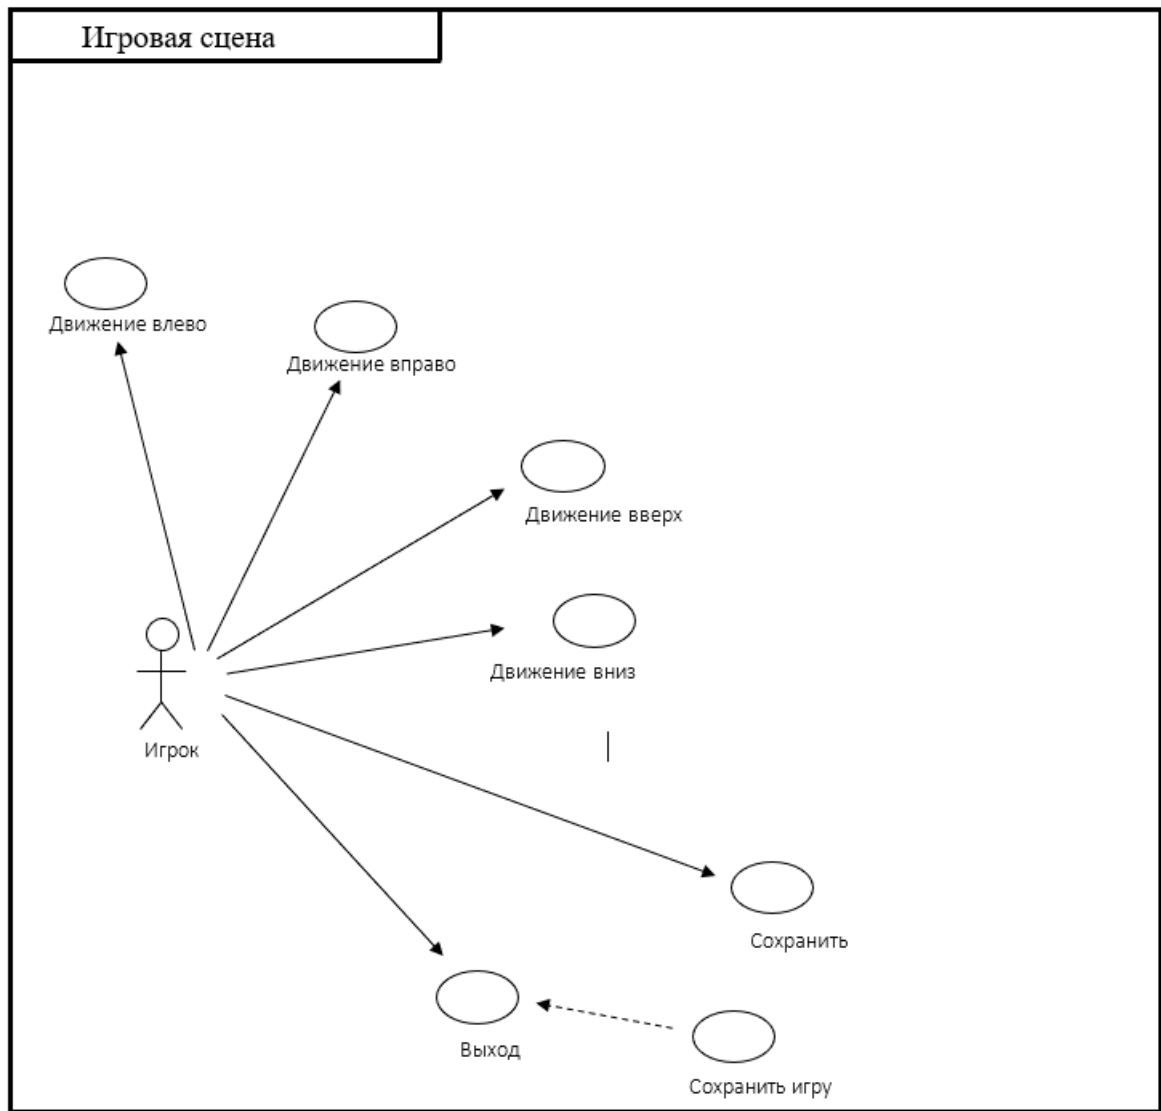 Игровая сцена
Движение влево
Движение вправо
Движение вверх
Движение вниз
Игрок
Сохранить
Выход
Сохранить игру